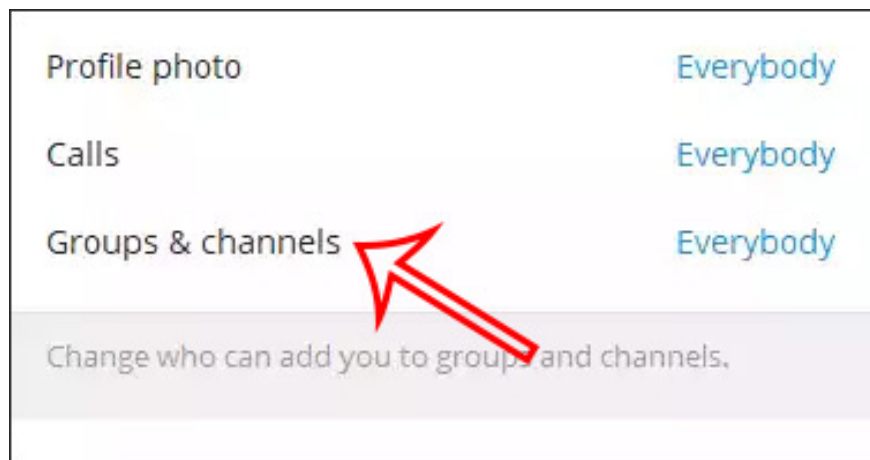 Profile photo Everybody
Calls Everybody
Groups & channels Everybody
Change who can add you to groups and channels.